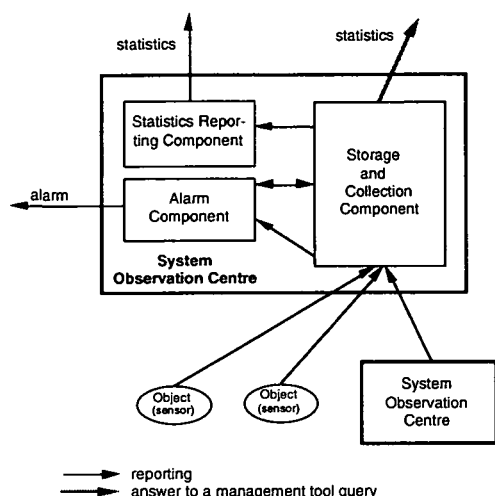 statistics
statistics
Statistics Repor-
ting Component
Storage
and
Collection
Component
alarm
Alarm
Component
System
Observation Centre
Object
(sensor)
Object
(sensor)
System
Observation
Centre
reporting
answer to a management tool query